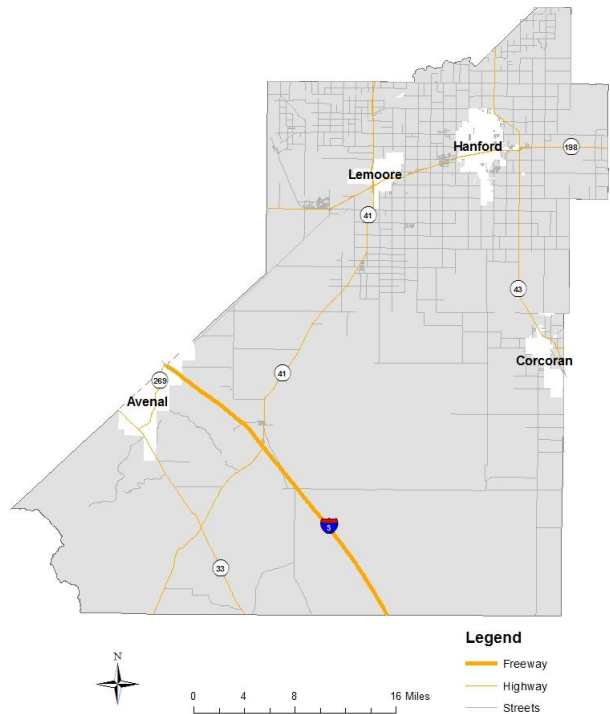 Hanford
198
Lemoore
41
43
Corcoran
41
269
Avenal
5
33
Legend
N
Freeway
Highway
0 4 8 16 Miles
Streets